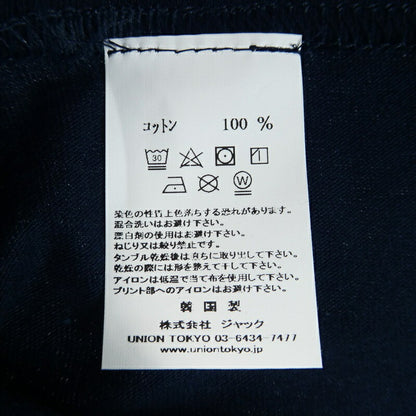 コットン 100 %
30
W
染色の性質上色落ちする恐れがあります。
混合洗いはお避け下さい。
漂白剤の使用はお避け下さい。
ねじり又は絞り禁止です。
タンブル乾燥後は直ちに取り出して下さい。
乾燥の際には形を整えて干して下さい。
アイロンは低温で当て布を使用して下さい。
プリント部へのアイロンはお避け下さい。
韓国製
株式会社 ジャック
UNION TOKYO 03-6434-7477
www.uniontokyo.jp